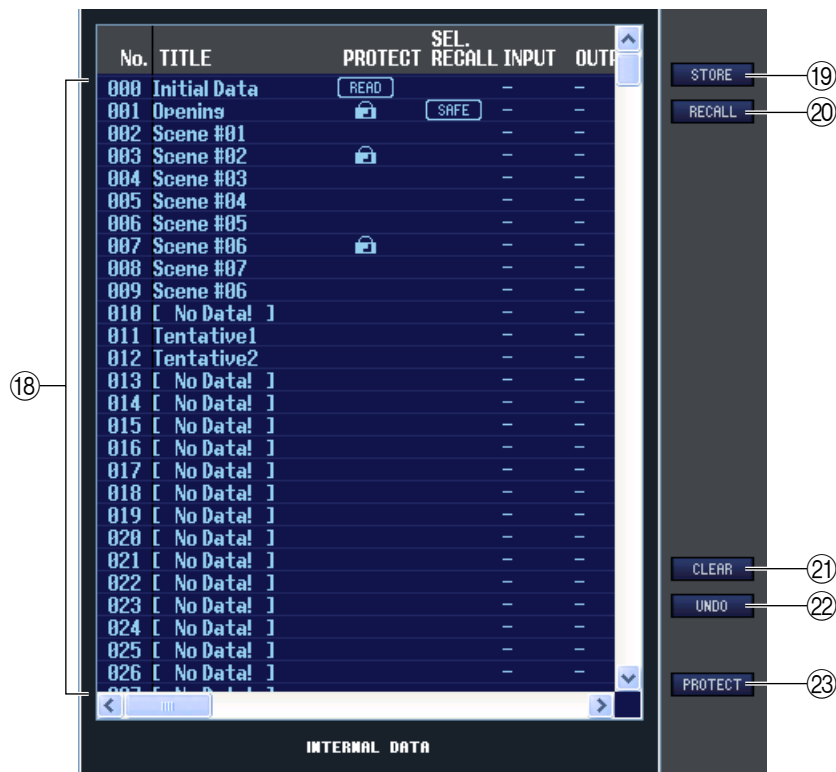 No. TITLE PROTECT SEL. RECALL INPUT OUTP
000 Initial Data READ - -
001 Opening SAFE - -
002 Scene #01 - -
003 Scene #02 - -
004 Scene #03 - -
005 Scene #04 - -
006 Scene #05 - -
007 Scene #06 - -
008 Scene #07 - -
009 Scene #06 - -
010 [ No Data! ] - -
011 Tentative1 - -
012 Tentative2 - -
013 [ No Data! ] - -
014 [ No Data! ] - -
015 [ No Data! ] - -
016 [ No Data! ] - -
017 [ No Data! ] - -
018 [ No Data! ] - -
019 [ No Data! ] - -
020 [ No Data! ] - -
021 [ No Data! ] - -
022 [ No Data! ] - -
023 [ No Data! ] - -
024 [ No Data! ] - -
025 [ No Data! ] - -
026 [ No Data! ] - -
INTERNAL DATA
⑱
STORE ⑲
RECALL ⑳
CLEAR ㉑
UNDO ㉒
PROTECT ㉓